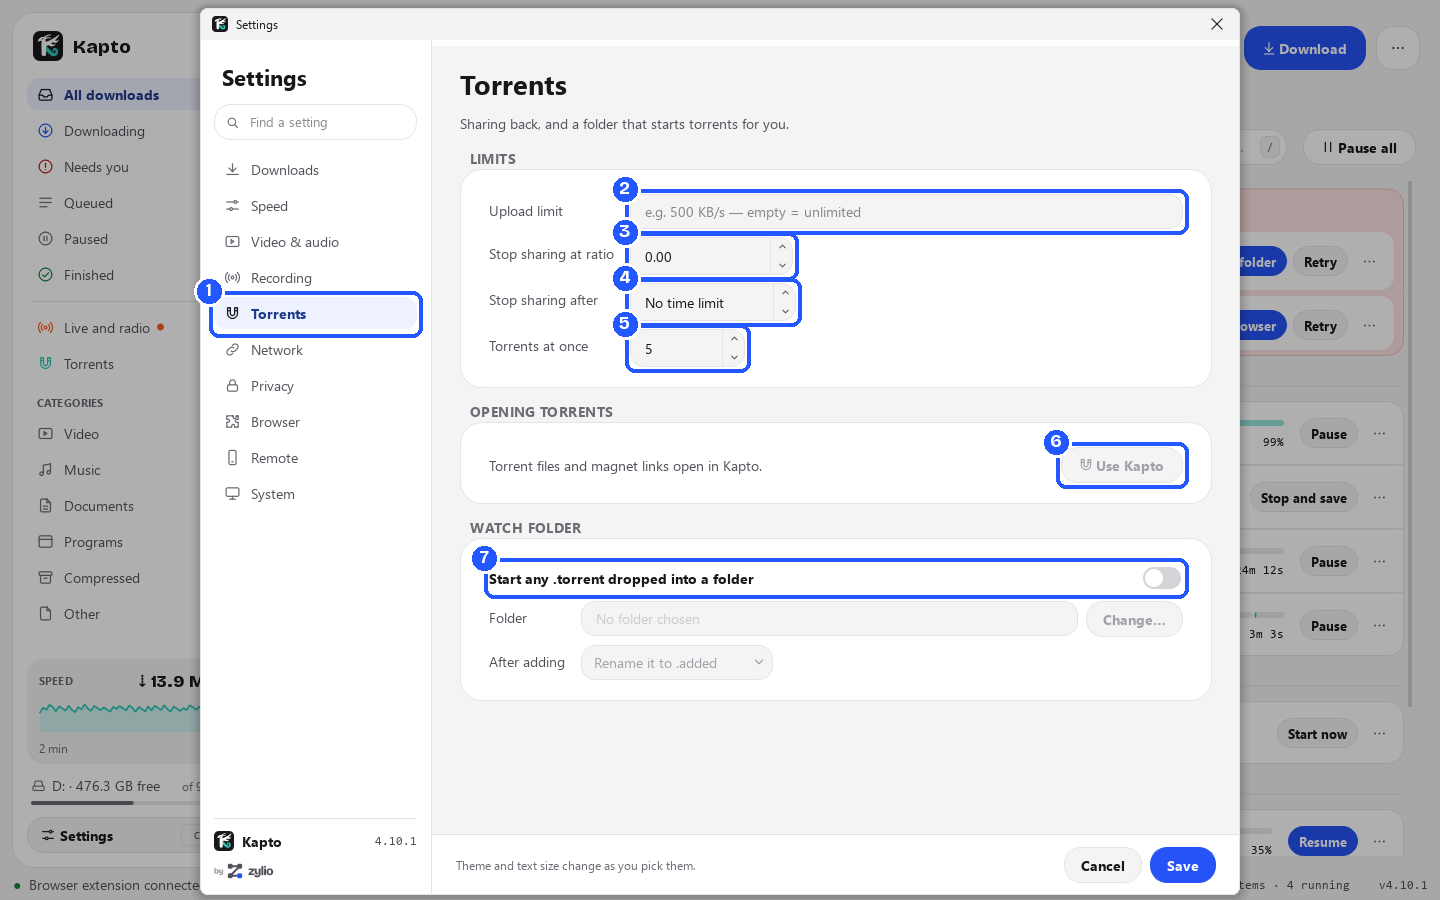 Settings
Kapto
All downloads
Downloading
Needs you
Queued
Paused
Finished
Live and radio
Torrents
CATEGORIES
Video
Music
Documents
Programs
Compressed
Other
SPEED
13.9 M
2 min
D: · 476.3 GB free
of 9
Settings
Browser extension connecte
Settings
Find a setting
Downloads
Speed
Video & audio
Recording
1
Torrents
Network
Privacy
Browser
Remote
System
Kapto 4.10.1
by zylio
Torrents
Sharing back, and a folder that starts torrents for you.
LIMITS
2
Upload limit e.g. 500 KB/s — empty = unlimited
3
Stop sharing at ratio 0.00
4
Stop sharing after No time limit
5
Torrents at once 5
OPENING TORRENTS
6
Torrent files and magnet links open in Kapto. Use Kapto
WATCH FOLDER
7
Start any .torrent dropped into a folder
Folder No folder chosen Change...
After adding Rename it to .added
Theme and text size change as you pick them. Cancel Save
Download
/ Pause all
folder Retry
owser Retry
99% Pause
Stop and save
4m 12s Pause
3m 3s Pause
Start now
35% Resume
tems · 4 running v4.10.1